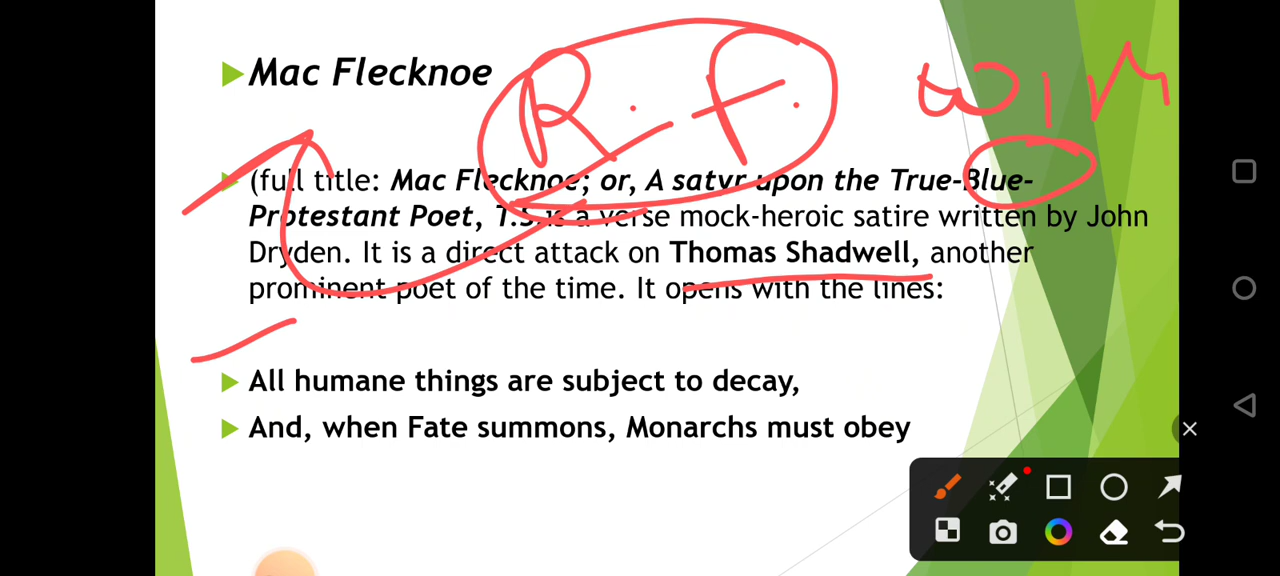 Mac Flecknoe
R. F.
(full title: Mac Flecknoe; or, A satyr upon the True-Blue-
Protestant Poet, T.S. is a verse mock-heroic satire written by John
Dryden. It is a direct attack on Thomas Shadwell, another
prominent poet of the time. It opens with the lines:
All humane things are subject to decay,
And, when Fate summons, Monarchs must obey